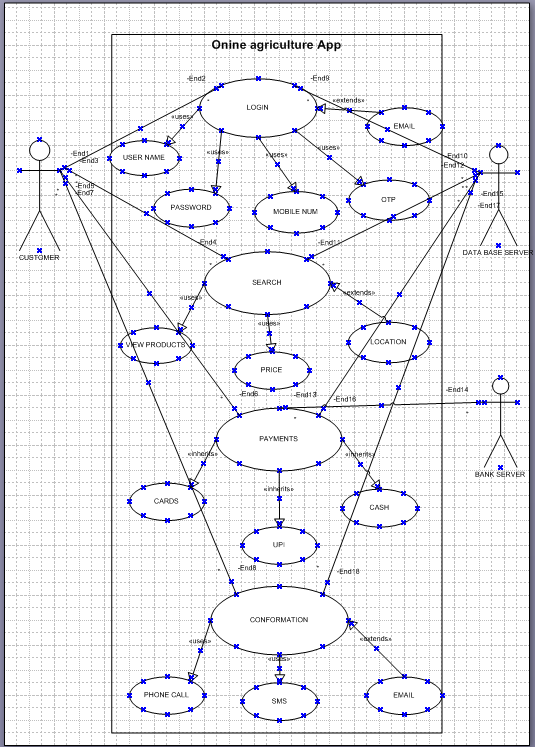 Onine agriculture App
-End2
-End9
LOGIN
«extends»
EMAIL
«uses»
-End1
-End3
USER NAME
«uses»
«uses»
«uses»
-End10
-End12
-End5
-End7
PASSWORD
MOBILE NUM
OTP
-End15
-End17
CUSTOMER
-End4
-End11
DATA BASE SERVER
SEARCH
«uses»
«extends»
«uses»
VIEW PRODUCTS
LOCATION
PRICE
-End6
-End13
-End16
-End14
PAYMENTS
«inherits»
«inherits»
BANK SERVER
«inherits»
CARDS
CASH
UPI
-End8
-End18
CONFORMATION
«uses»
«extends»
«uses»
PHONE CALL
SMS
EMAIL